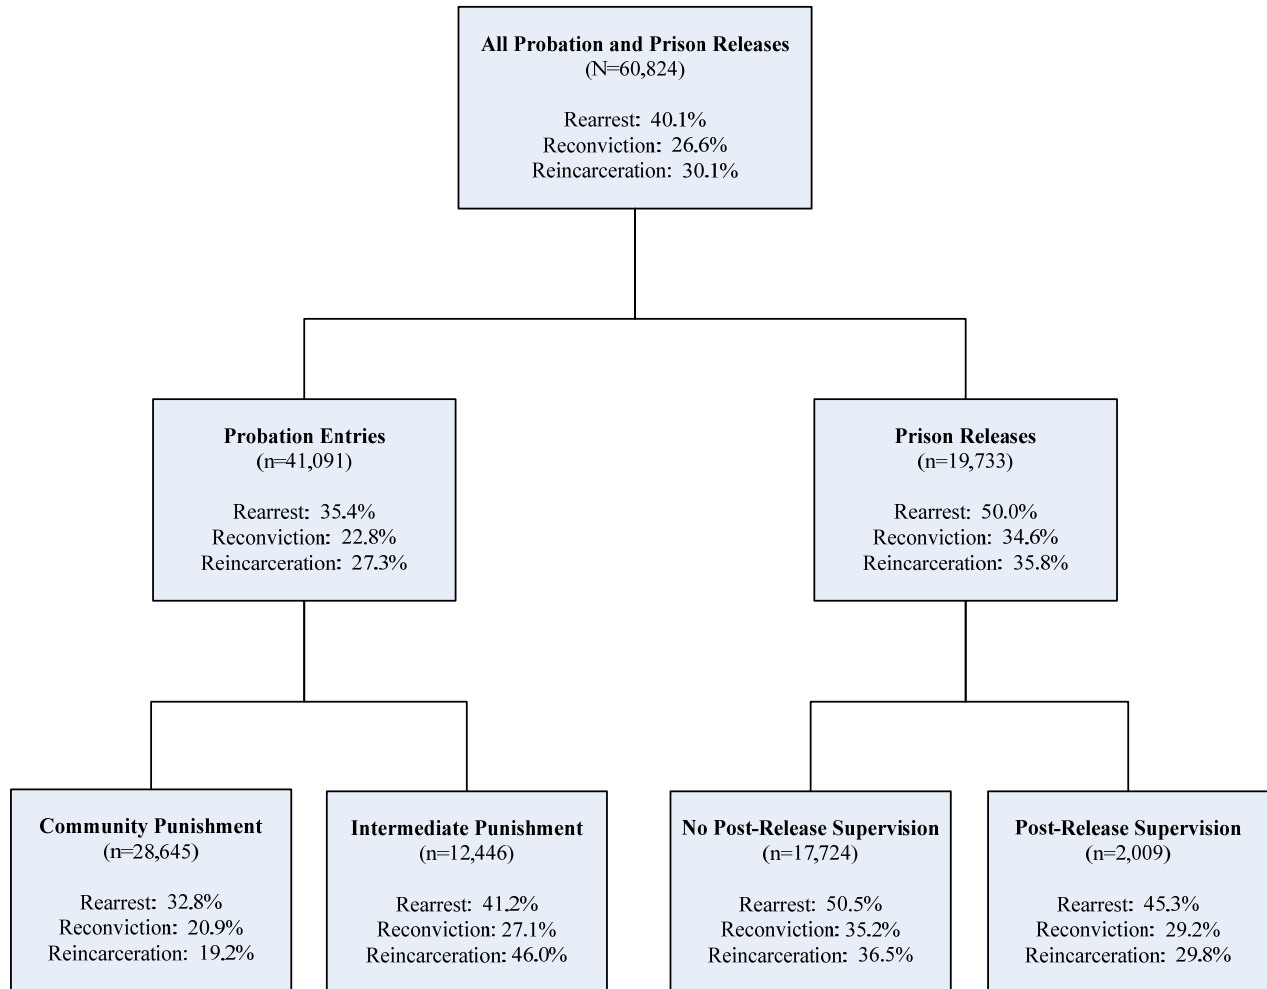 All Probation and Prison Releases
(N=60,824)
Rearrest: 40.1%
Reconviction: 26.6%
Reincarceration: 30.1%
Probation Entries
(n=41,091)
Rearrest: 35.4%
Reconviction: 22.8%
Reincarceration: 27.3%
Prison Releases
(n=19,733)
Rearrest: 50.0%
Reconviction: 34.6%
Reincarceration: 35.8%
Community Punishment
(n=28,645)
Rearrest: 32.8%
Reconviction: 20.9%
Reincarceration: 19.2%
Intermediate Punishment
(n=12,446)
Rearrest: 41.2%
Reconviction: 27.1%
Reincarceration: 46.0%
No Post-Release Supervision
(n=17,724)
Rearrest: 50.5%
Reconviction: 35.2%
Reincarceration: 36.5%
Post-Release Supervision
(n=2,009)
Rearrest: 45.3%
Reconviction: 29.2%
Reincarceration: 29.8%